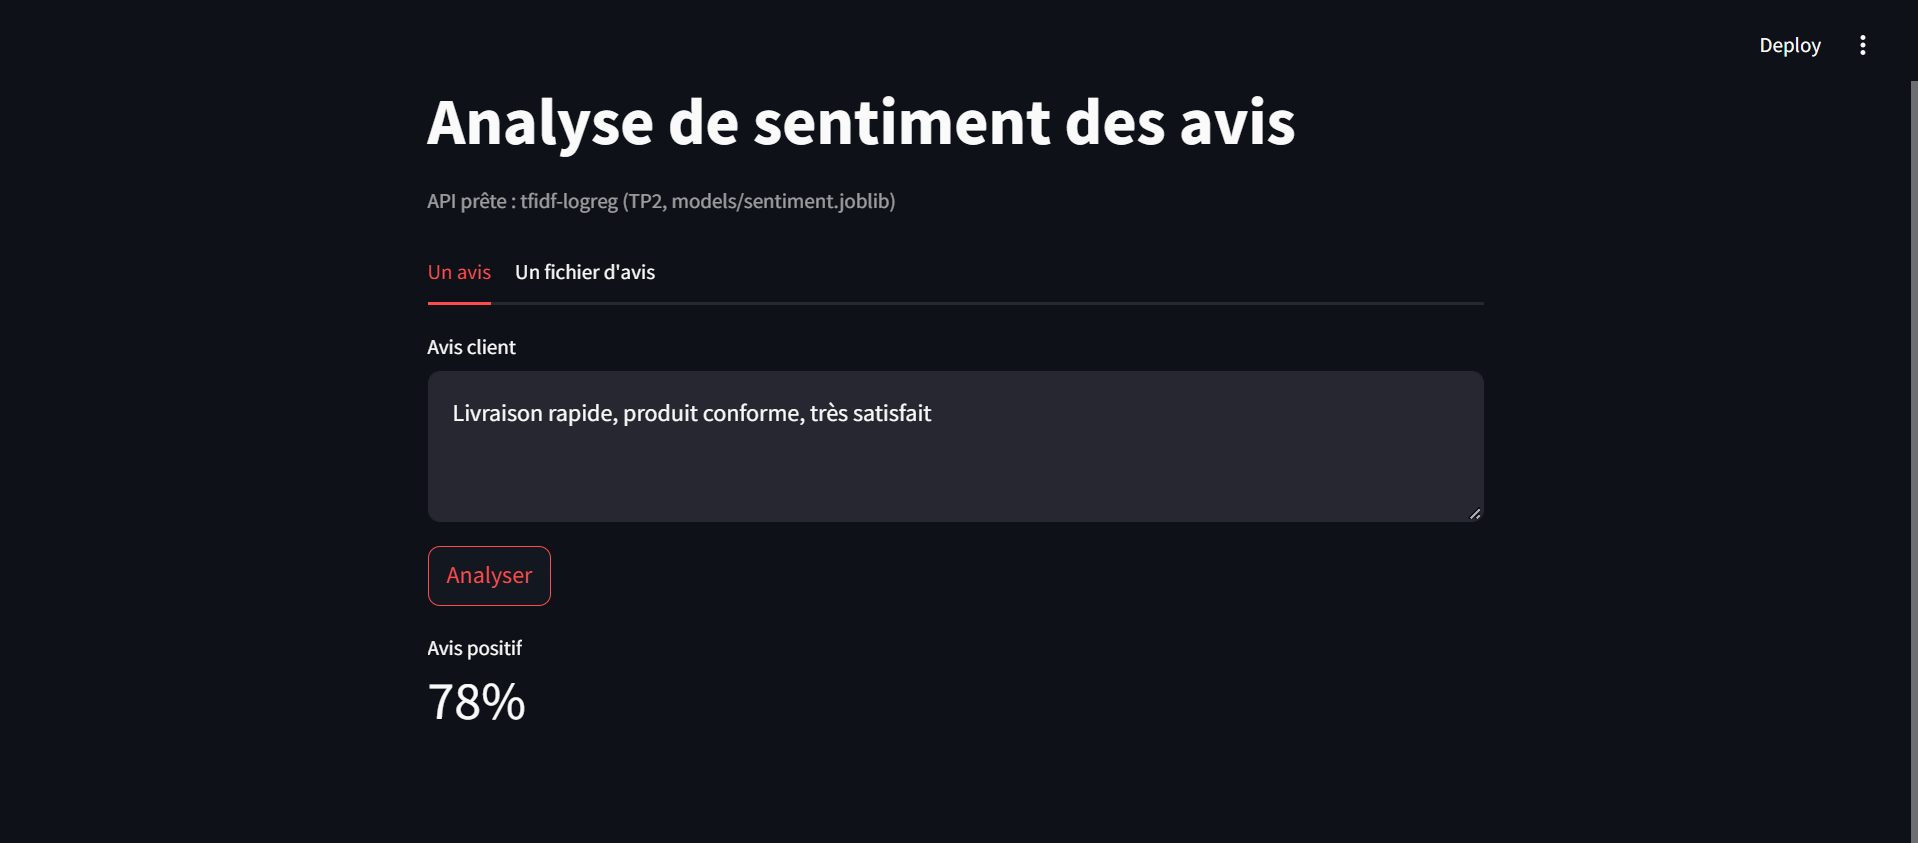 Deploy
Analyse de sentiment des avis
API prête : tfidf-logreg (TP2, models/sentiment.joblib)
Un avis Un fichier d'avis
Avis client
Livraison rapide, produit conforme, très satisfait
Analyser
Avis positif
78%